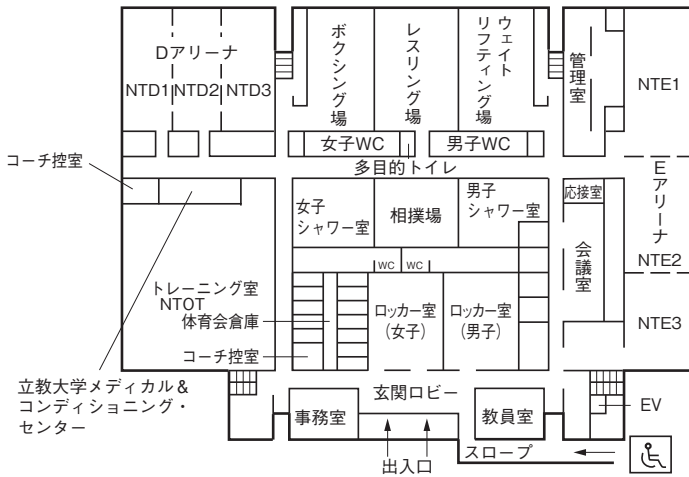 Dアリーナ
NTD1
NTD2
NTD3
ボクシング場
レスリング場
ウェイト
リフティング場
管理室
NTE1
女子WC
男子WC
多目的トイレ
コーチ控室
Eアリーナ
女子
シャワー室
相撲場
男子
シャワー室
応接室
NTE2
会議室
WC
WC
トレーニング室
NTOT
体育会倉庫
ロッカー室
(女子)
ロッカー室
(男子)
NTE3
コーチ控室
立教大学メディカル&
コンディショニング・
センター
玄関ロビー
事務室
教員室
EV
出入口
スロープ